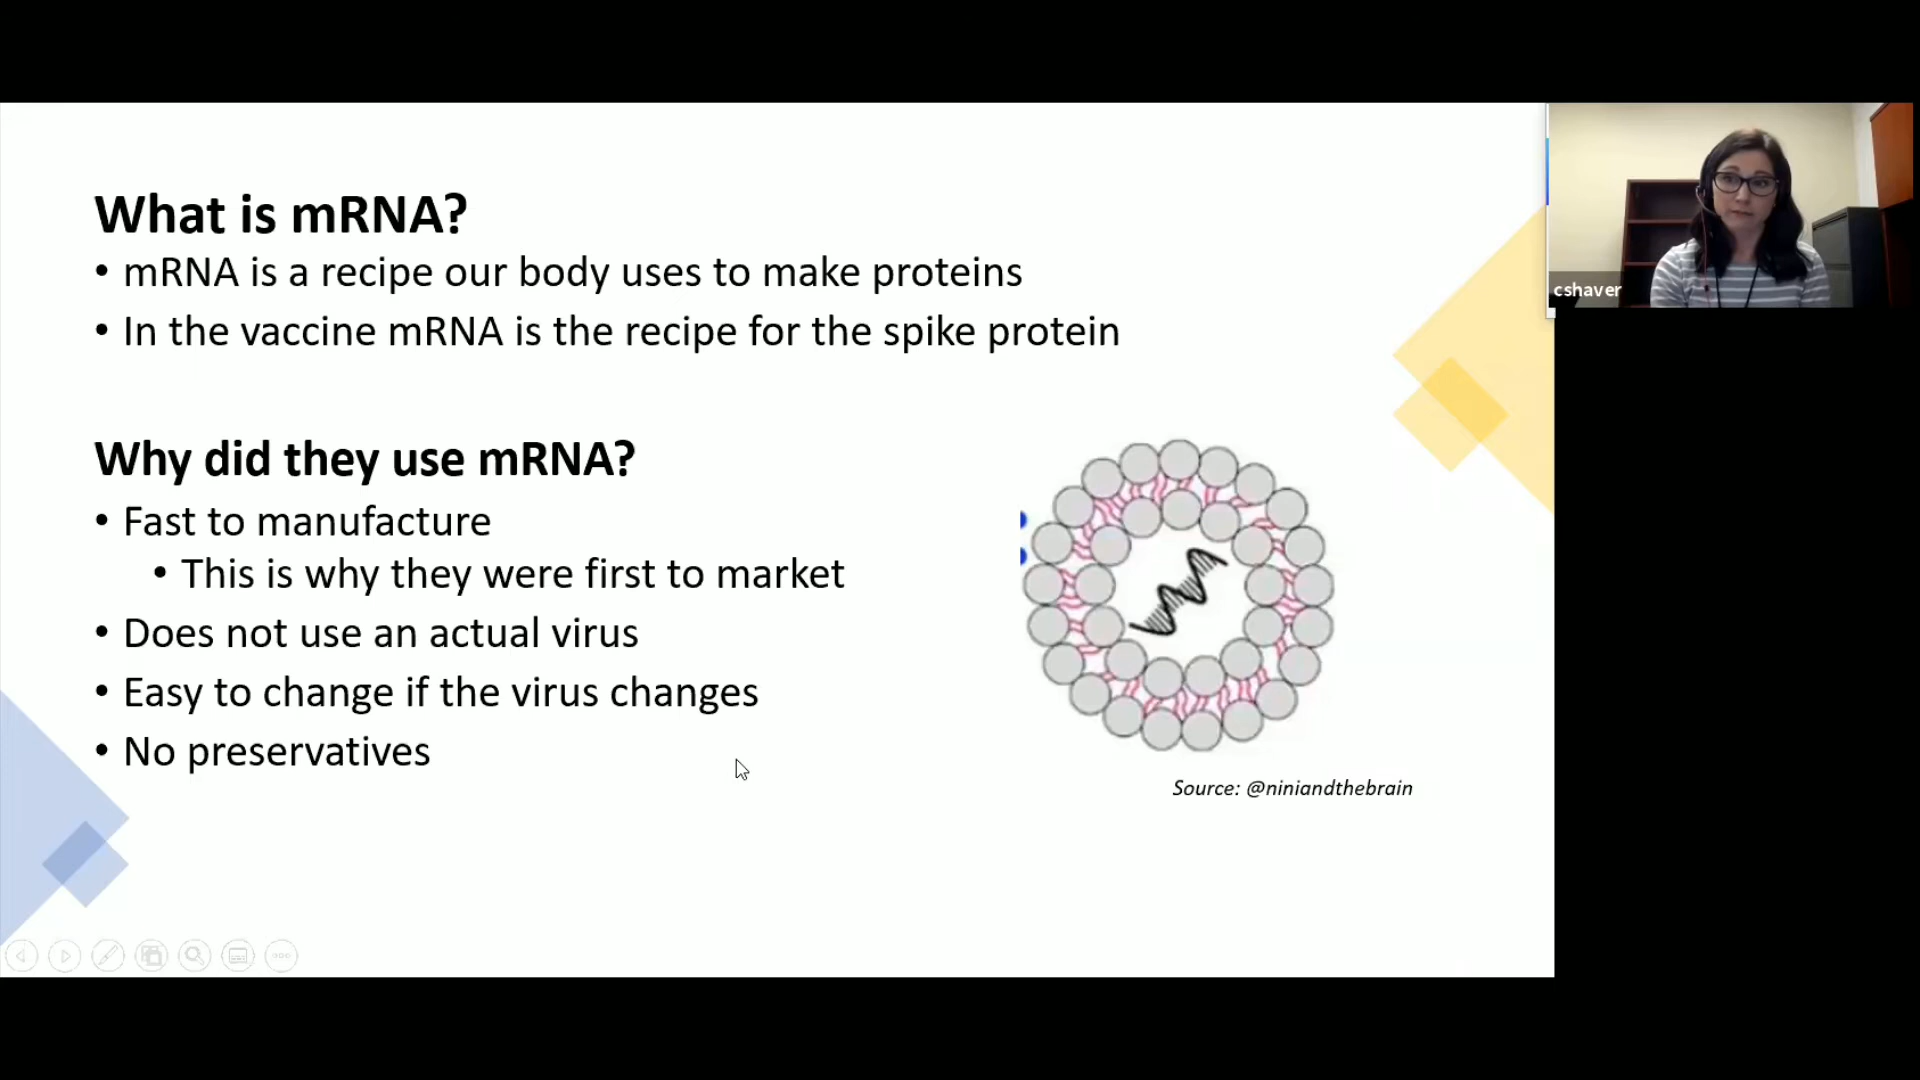 What is mRNA?
• mRNA is a recipe our body uses to make proteins
• In the vaccine mRNA is the recipe for the spike protein
Why did they use mRNA?
• Fast to manufacture
• This is why they were first to market
• Does not use an actual virus
• Easy to change if the virus changes
• No preservatives
Source: @niniandthebrain
cshaver